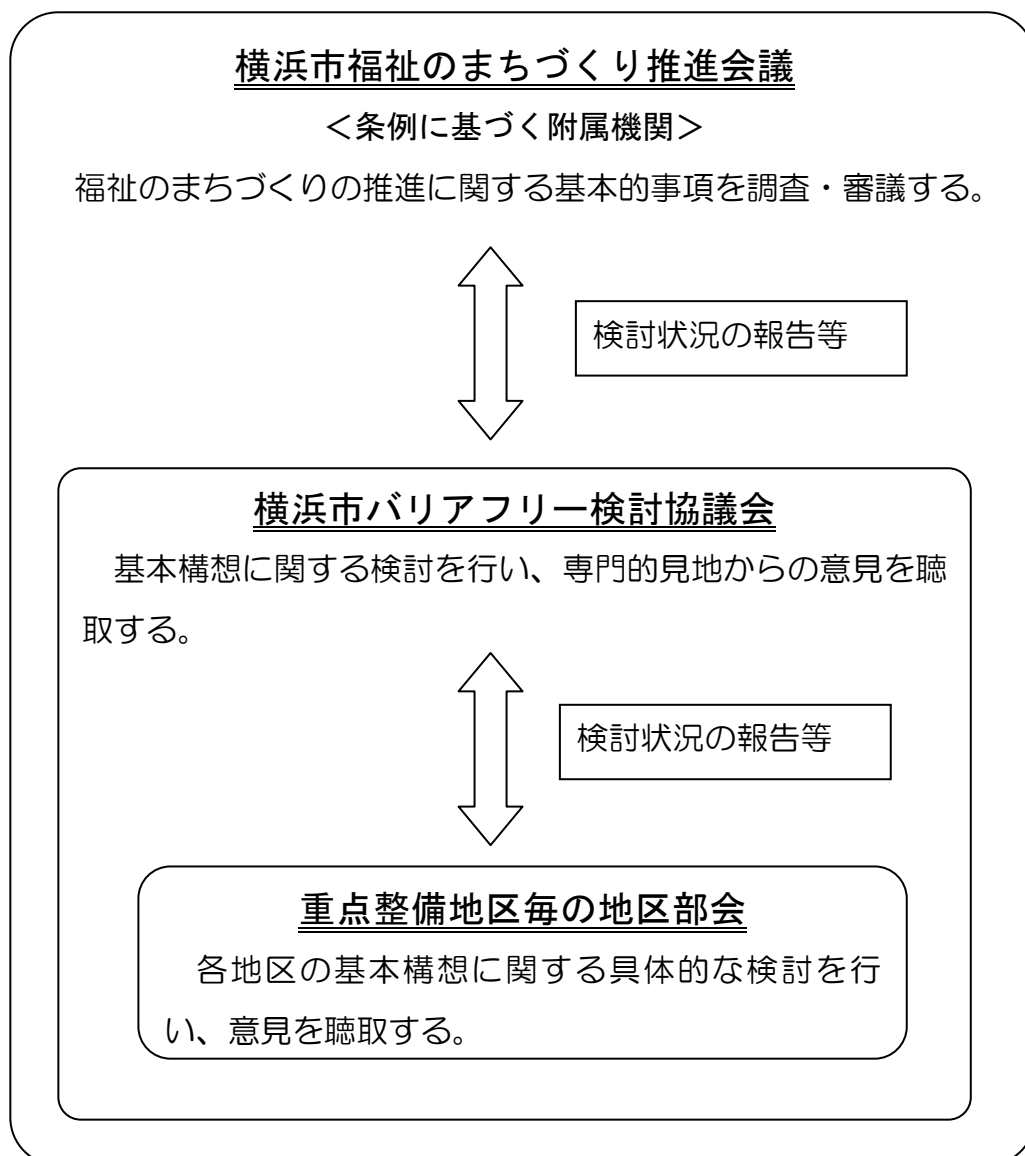 横浜市福祉のまちづくり推進会議
＜条例に基づく附属機関＞
福祉のまちづくりの推進に関する基本的事項を調査・審議する。
検討状況の報告等
横浜市バリアフリー検討協議会
基本構想に関する検討を行い、専門的見地からの意見を聴
取する。
検討状況の報告等
重点整備地区毎の地区部会
各地区の基本構想に関する具体的な検討を行
い、意見を聴取する。